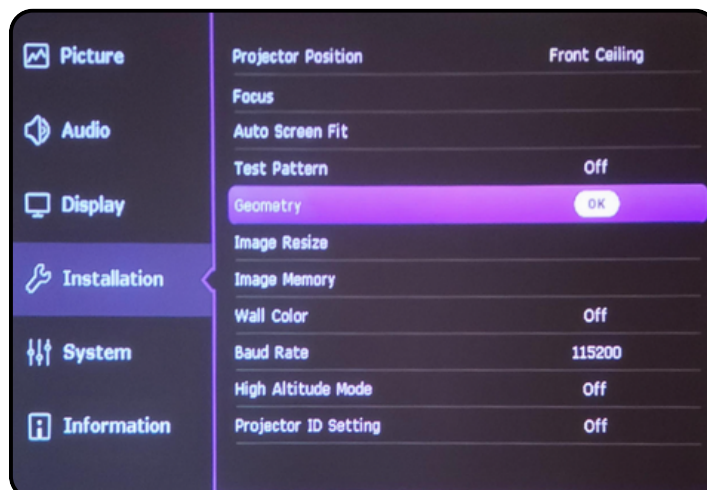 Picture
Audio
Display
Installation
System
Information
Projector Position Front Ceiling
Focus
Auto Screen Fit
Test Pattern Off
Geometry OK
Image Resize
Image Memory
Wall Color Off
Baud Rate 115200
High Altitude Mode Off
Projector ID Setting Off